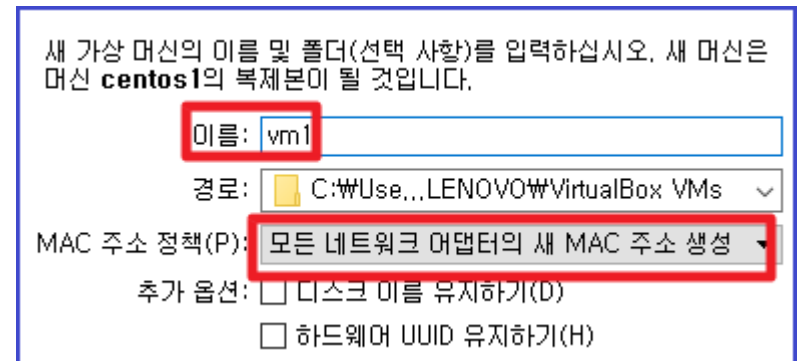 새 가상 머신의 이름 및 폴더(선택 사항)를 입력하십시오. 새 머신은
머신 centos1의 복제본이 될 것입니다.
이름: vm1
경로: C:₩Use...LENOVO₩VirtualBox VMs
MAC 주소 정책(P): 모든 네트워크 어댑터의 새 MAC 주소 생성
추가 옵션: 디스크 이름 유지하기(D)
하드웨어 UUID 유지하기(H)